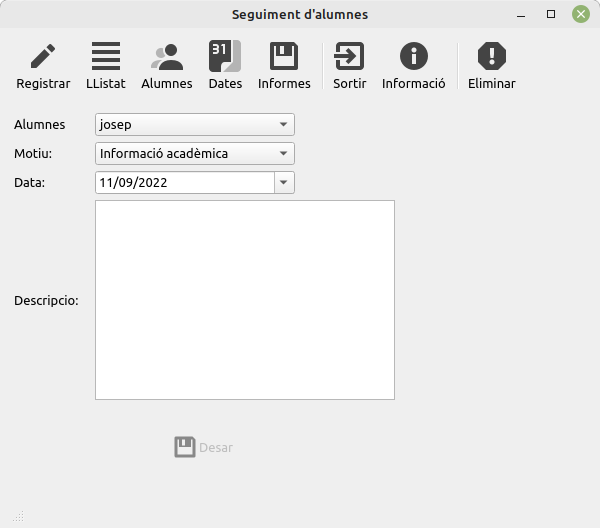 Seguiment d'alumnes
31
Registrar LListat Alumnes Dates Informes Sortir Informació Eliminar
Alumnes josep
Motiu: Informació acadèmica
Data: 11/09/2022
Descripcio:
Desar